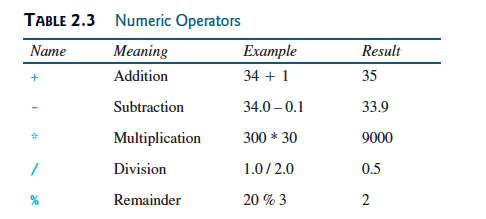 TABLE 2.3 Numeric Operators
Name Meaning Example Result
+ Addition 34 + 1 35
- Subtraction 34.0 – 0.1 33.9
* Multiplication 300 * 30 9000
/ Division 1.0 / 2.0 0.5
% Remainder 20 % 3 2